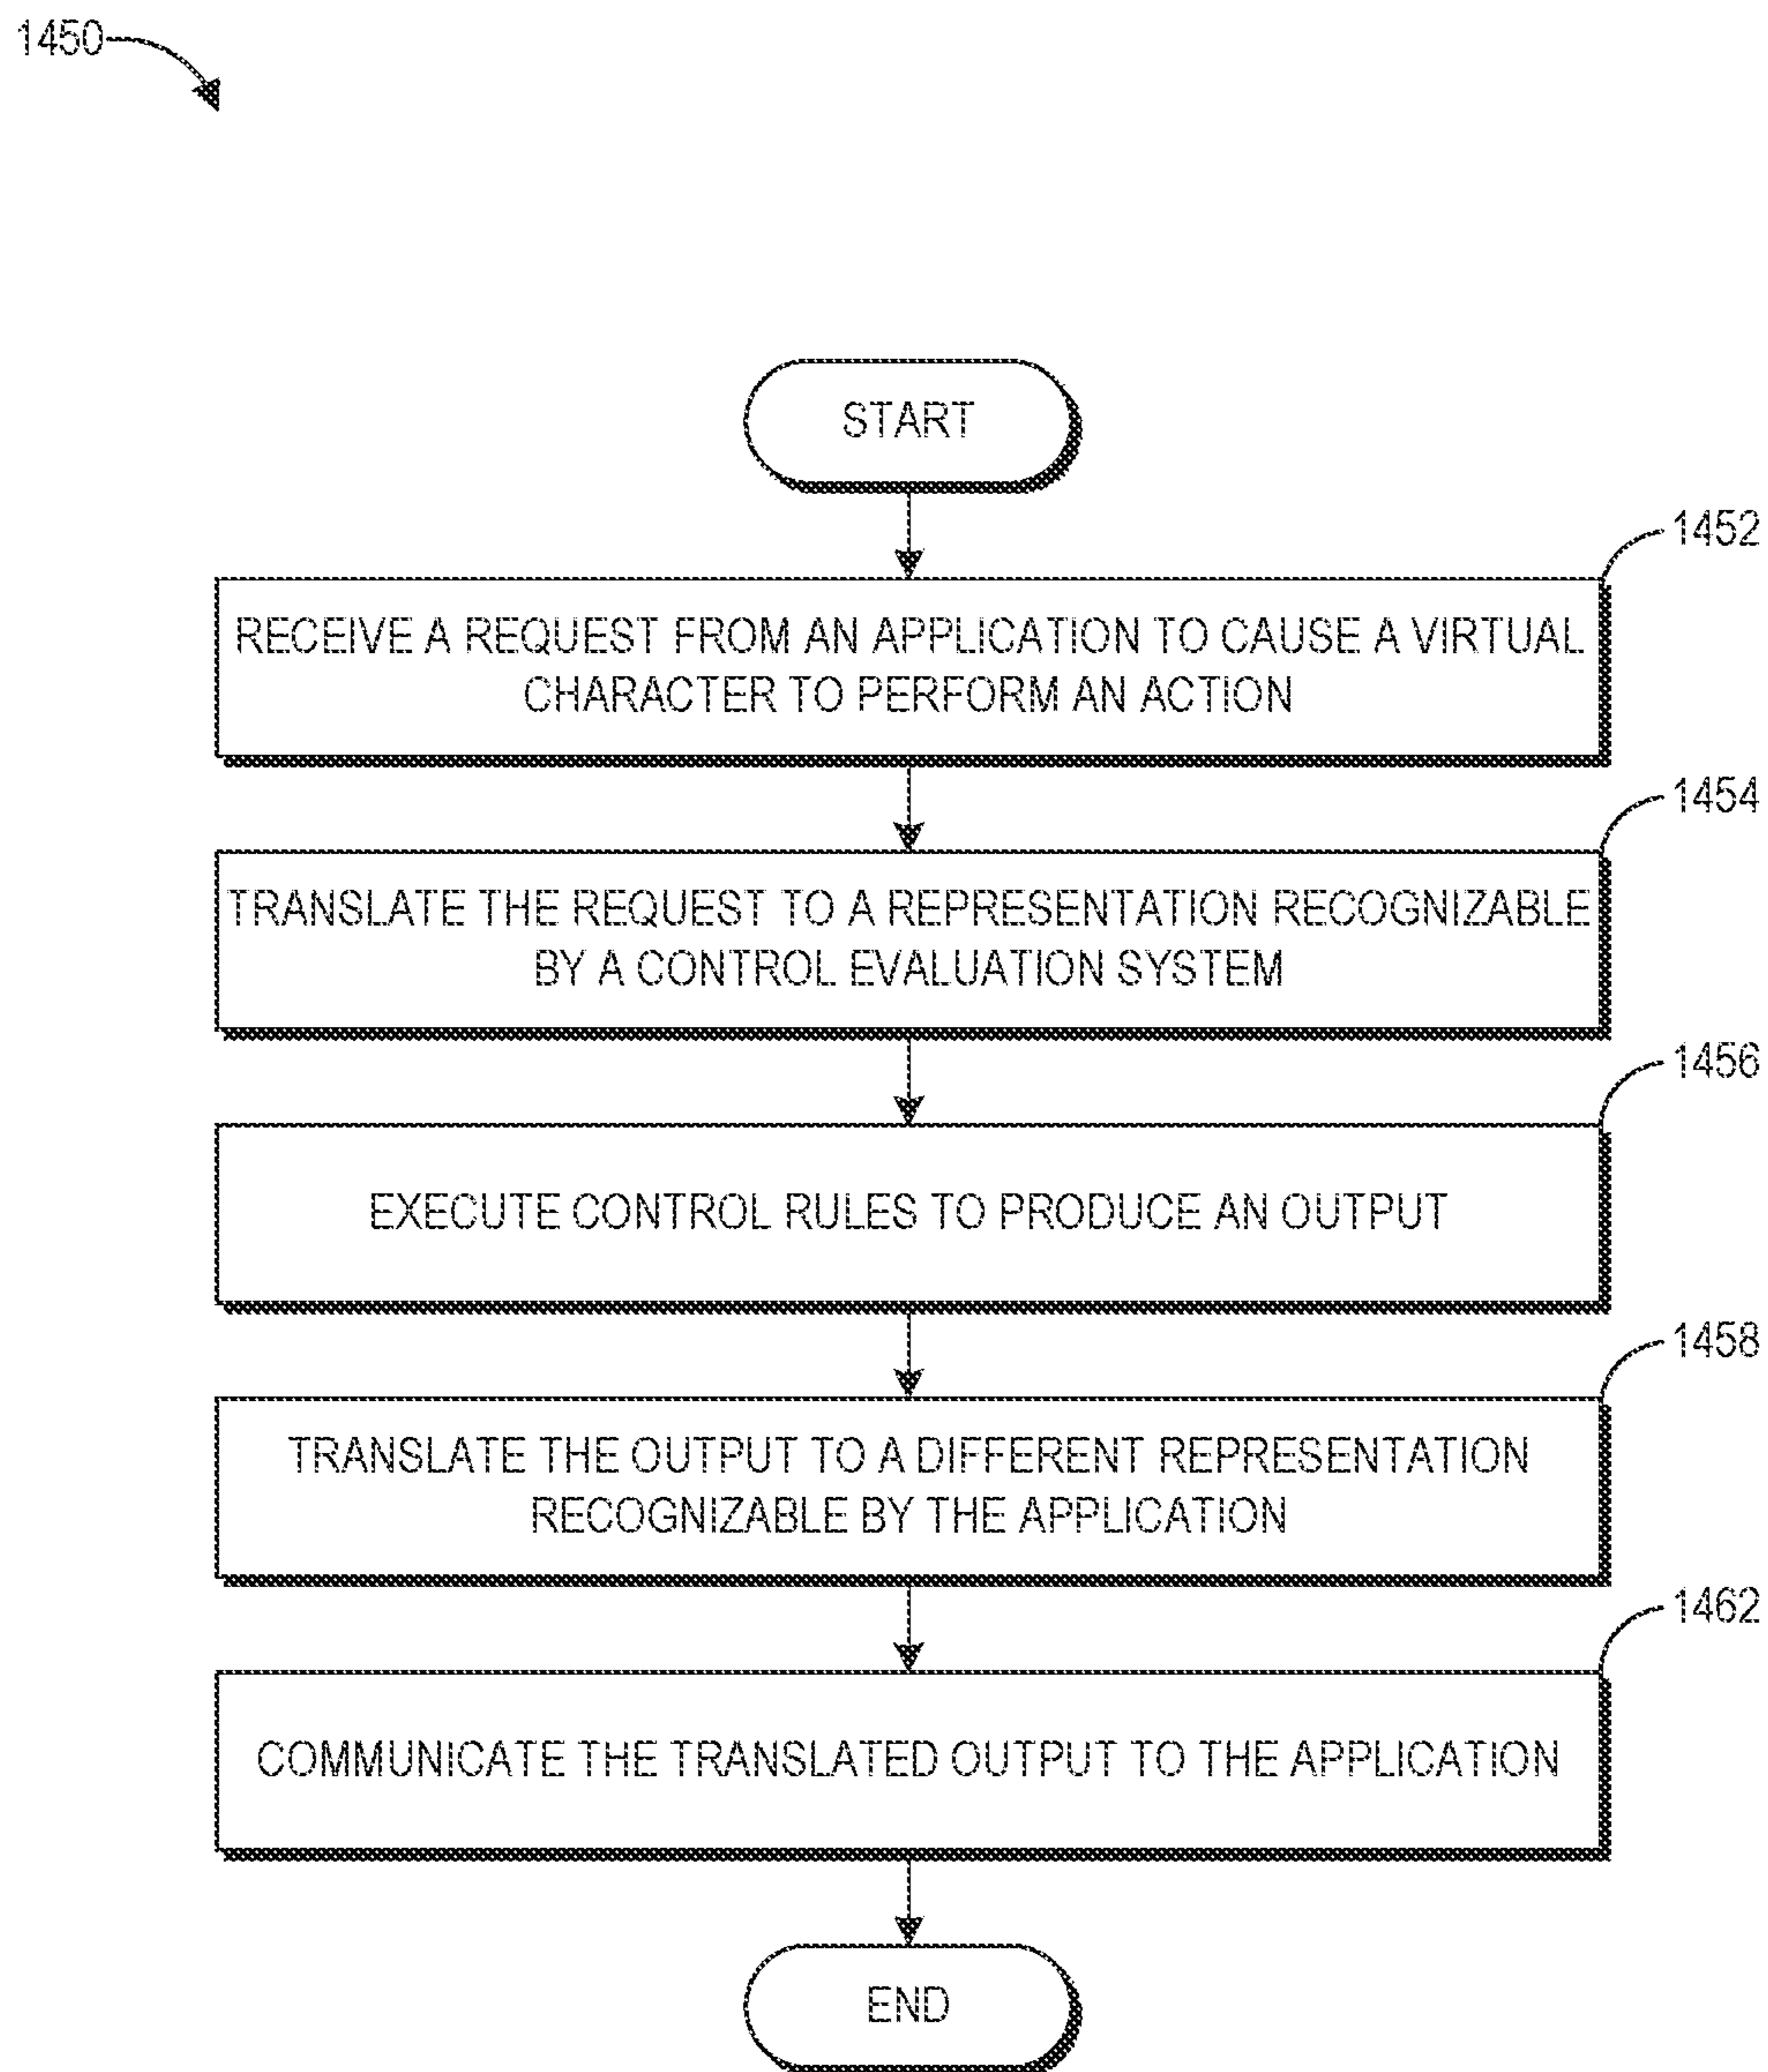 1450
START
1452
RECEIVE A REQUEST FROM AN APPLICATION TO CAUSE A VIRTUAL
CHARACTER TO PERFORM AN ACTION
1454
TRANSLATE THE REQUEST TO A REPRESENTATION RECOGNIZABLE
BY A CONTROL EVALUATION SYSTEM
1456
EXECUTE CONTROL RULES TO PRODUCE AN OUTPUT
1458
TRANSLATE THE OUTPUT TO A DIFFERENT REPRESENTATION
RECOGNIZABLE BY THE APPLICATION
1462
COMMUNICATE THE TRANSLATED OUTPUT TO THE APPLICATION
END